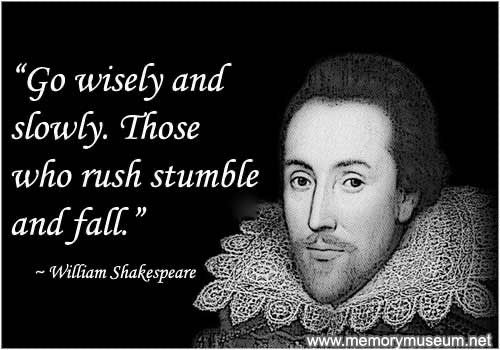 “Go wisely and
slowly. Those
who rush stumble
and fall.”
~ William Shakespeare
www.memorymuseum.net